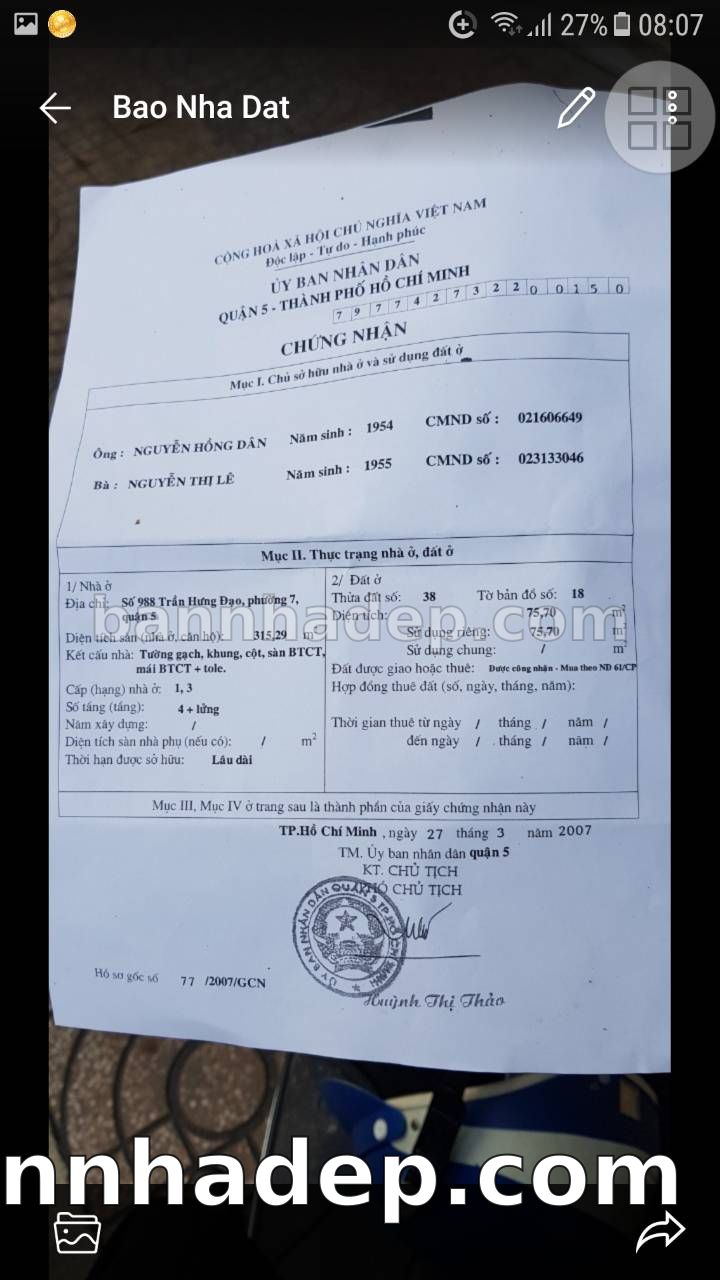 27% 08:07
Bao Nha Dat
CỘNG HOÀ XÃ HỘI CHỦ NGHĨA VIỆT NAM
Độc lập - Tự do - Hạnh phúc
ỦY BAN NHÂN DÂN
QUẬN 5 - THÀNH PHỐ HỒ CHÍ MINH
7 9 7 7 4 2 7 3 2 2 0 0 1 5 0
CHỨNG NHẬN
Mục I. Chủ sở hữu nhà ở và sử dụng đất ở
Ông : NGUYỄN HỒNG DÂN Năm sinh : 1954 CMND số : 021606649
Bà : NGUYỄN THỊ LÊ Năm sinh : 1955 CMND số : 023133046
Mục II. Thực trạng nhà ở, đất ở
1/ Nhà ở
Địa chỉ: Số 988 Trần Hưng Đạo, phường 7,
quận 5
Diện tích sàn (nhà ở, căn hộ): 315,29 m
Kết cấu nhà: Tường gạch, khung, cột, sàn BTCT,
mái BTCT + tole.
Cấp (hạng) nhà ở: 1, 3
Số tầng (tầng): 4 + lửng
Năm xây dựng: /
Diện tích sàn nhà phụ (nếu có): / m²
Thời hạn được sở hữu: Lâu dài
2/ Đất ở
Thửa đất số: 38 Tờ bản đồ số: 18
Diện tích: 75,70 m²
Sử dụng riêng: 75,70 m²
Sử dụng chung: / m²
Đất được giao hoặc thuê: Được công nhận - Mua theo NĐ 61/CP
Hợp đồng thuê đất (số, ngày, tháng, năm):
Thời gian thuê từ ngày / tháng / năm /
đến ngày / . tháng / năm /
bannhadep.com
Mục III, Mục IV ở trang sau là thành phần của giấy chứng nhận này
TP.Hồ Chí Minh , ngày 27 tháng 3 năm 2007
TM. Ủy ban nhân dân quận 5
KT. CHỦ TỊCH
PHÓ CHỦ TỊCH
ỦY BAN NHÂN DÂN QUẬN 5 TP. HỒ CHÍ MINH
Hồ sơ gốc số 77 /2007/GCN
Huỳnh Thị Thảo
nnhadep.com